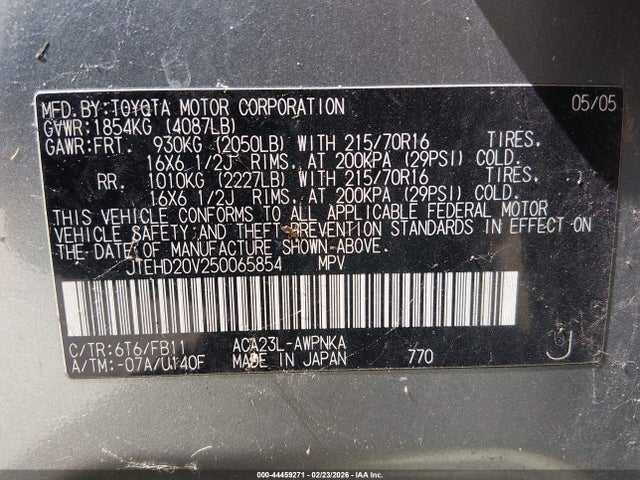 MFD.BY:TOYOTA MOTOR CORPORATION 05/05
GVWR:1854KG (4087LB)
GAWR:FRT. 930KG (2050LB) WITH 215/70R16 TIRES.
16X6 1/2J RIMS. AT 200KPA (29PSI) COLD.
RR. 1010KG (2227LB) WITH 215/70R16 TIRES.
16X6 1/2J RIMS. AT 200KPA (29PSI) COLD.
THIS VEHICLE CONFORMS TO ALL APPLICABLE FEDERAL MOTOR
VEHICLE SAFETY AND THEFT PREVENTION STANDARDS IN EFFECT ON
THE DATE OF MANUFACTURE SHOWN ABOVE.
JTEHD20V250065854 MPV
C/TR:6T6/FB11 ACA23L-AWPNKA
A/TM:-07A/U140F MADE IN JAPAN 770 J
000-44459271 - 02/23/2026 - IAA Inc.